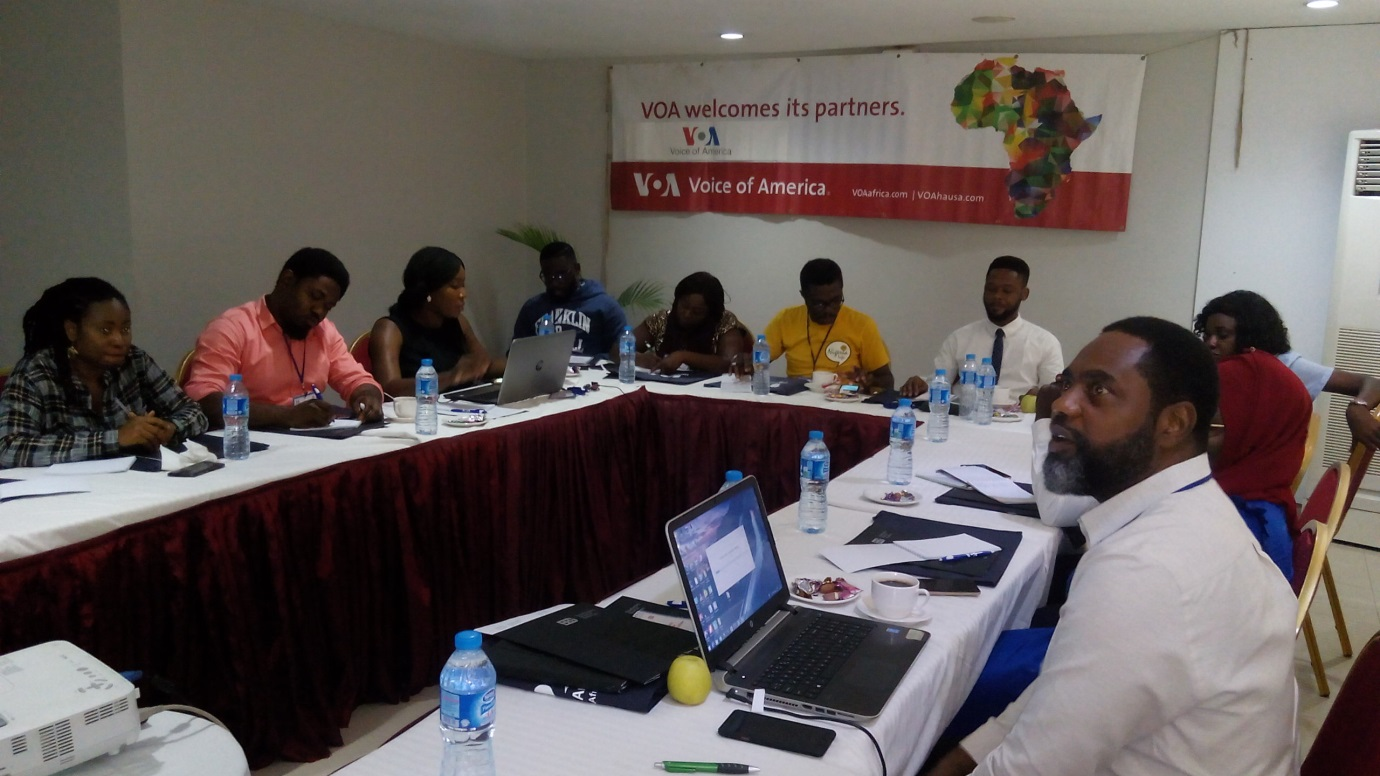 VOA welcomes its partners.
VOA
Voice of America
VOA Voice of America
VOAafrica.com | VOAhausa.com